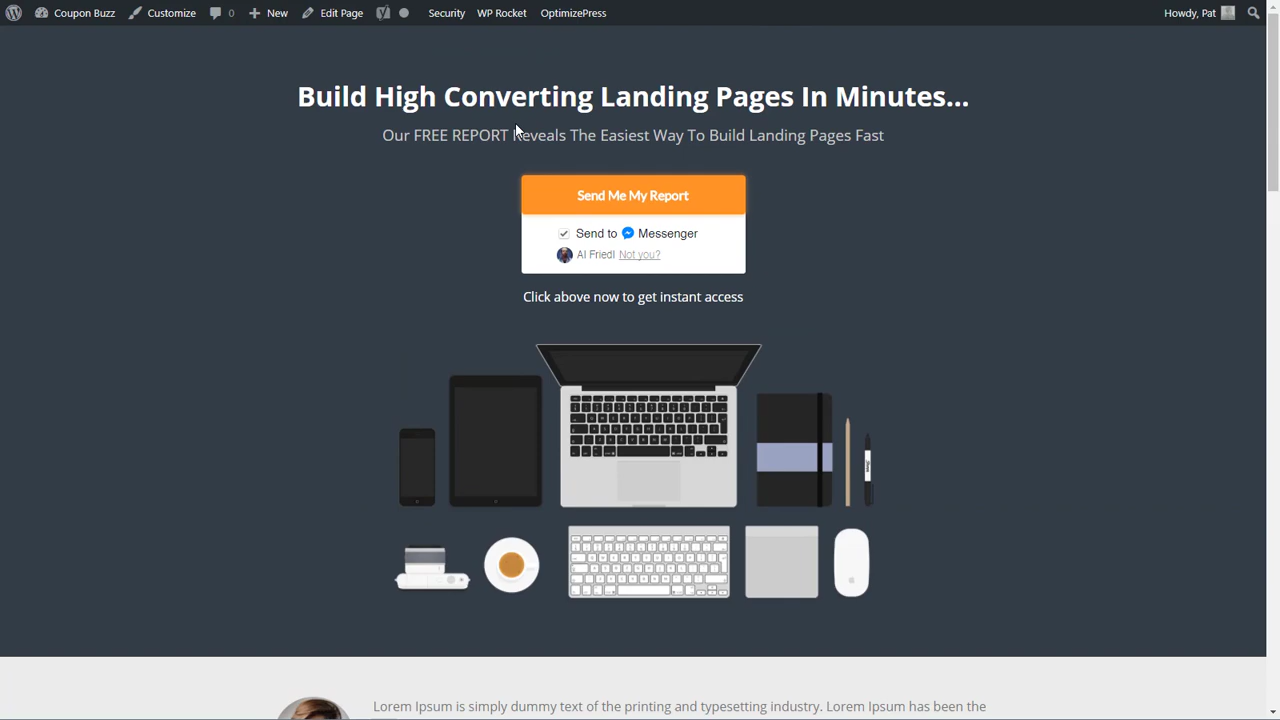 Coupon Buzz Customize 0 New Edit Page Security WP Rocket OptimizePress Howdy, Pat
Build High Converting Landing Pages In Minutes...
Our FREE REPORT Reveals The Easiest Way To Build Landing Pages Fast
Send Me My Report
Send to Messenger
Al Friedl Not you?
Click above now to get instant access
Lorem Ipsum is simply dummy text of the printing and typesetting industry. Lorem Ipsum has been the